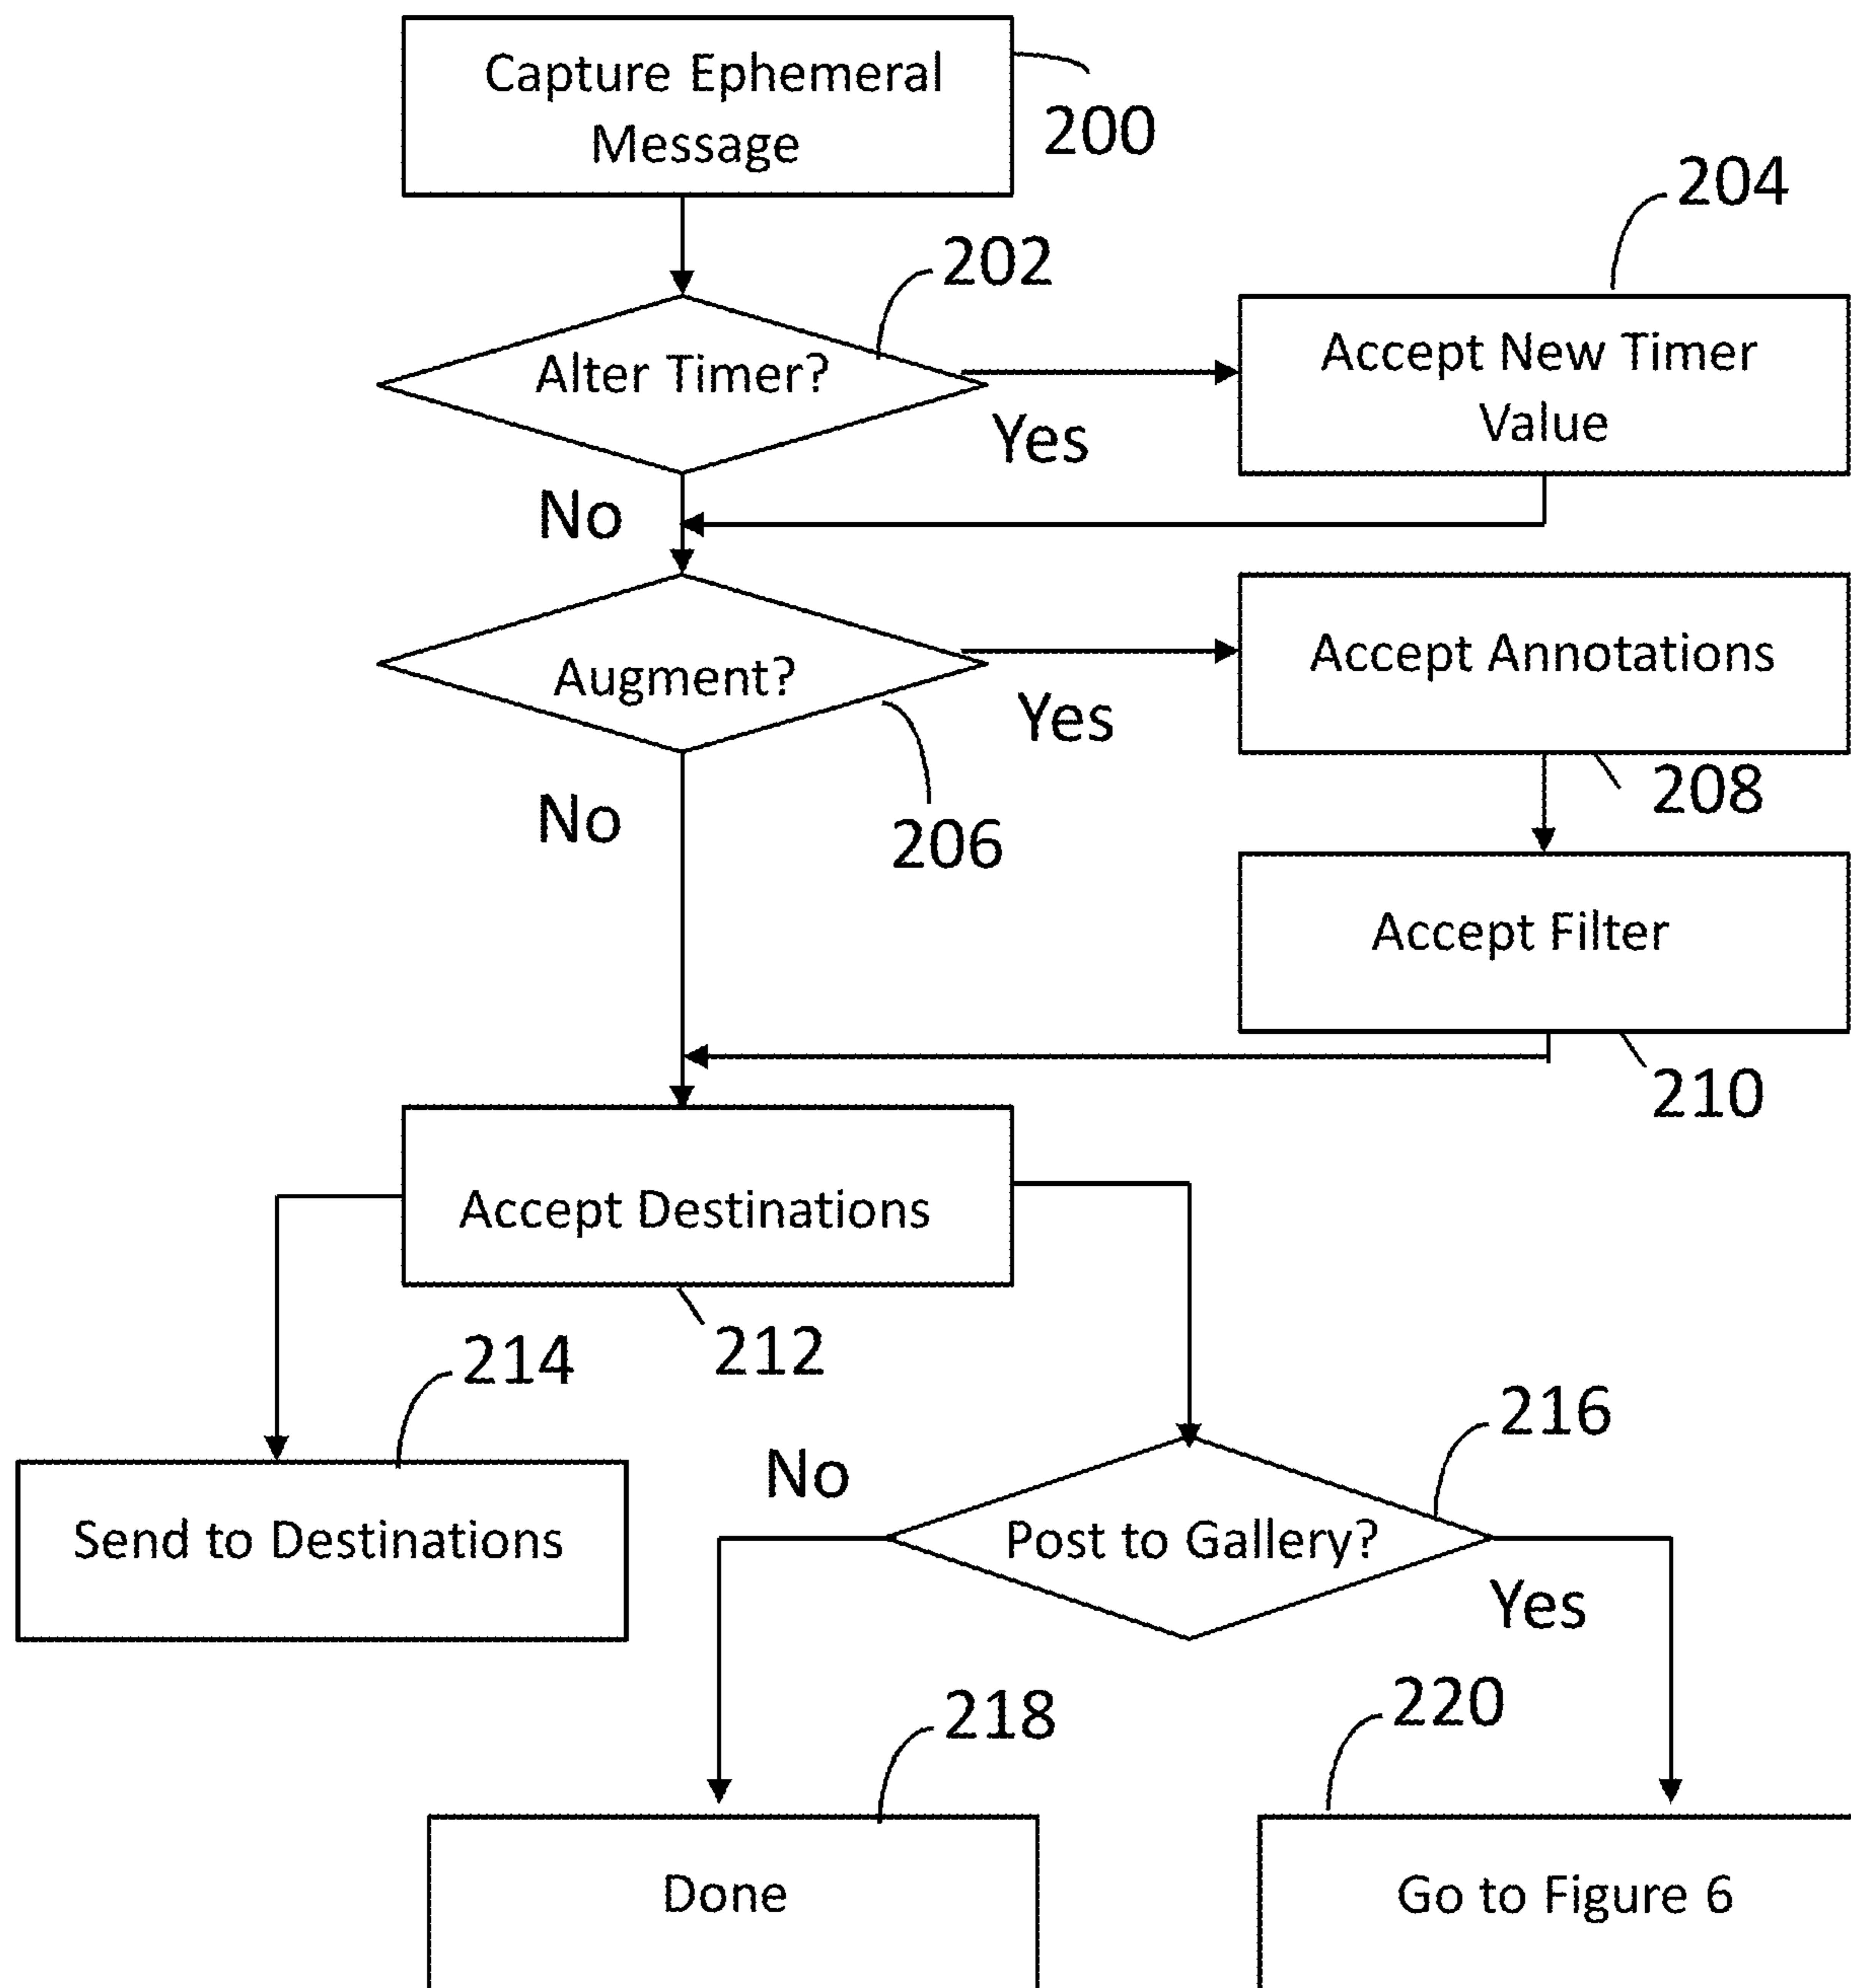 Capture Ephemeral
Message
200
204
202
Alter Timer?
Accept New Timer
Value
Yes
No
Augment?
Accept Annotations
Yes
208
No
206
Accept Filter
210
Accept Destinations
212
214
216
No
Send to Destinations
Post to Gallery?
Yes
220
218
Done
Go to Figure 6